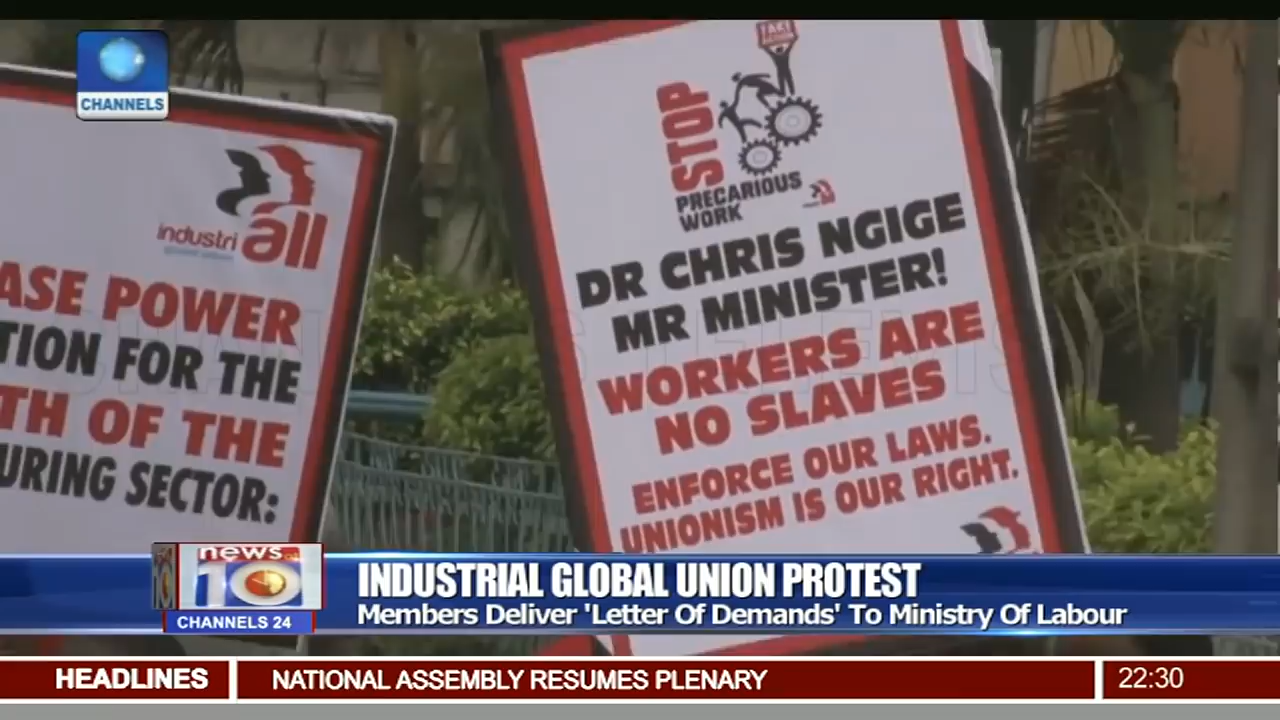 CHANNELS
industri
all
ASE POWER
TION FOR THE
TH OF THE
URING SECTOR:
TAKE
STOP
PRECARIOUS
WORK
DR CHRIS NGIGE
MR MINISTER!
WORKERS ARE
NO SLAVES
ENFORCE OUR LAWS.
UNIONISM IS OUR RIGHT.
news
10
CHANNELS 24
INDUSTRIAL GLOBAL UNION PROTEST
Members Deliver 'Letter Of Demands' To Ministry Of Labour
HEADLINES
NATIONAL ASSEMBLY RESUMES PLENARY
22:30